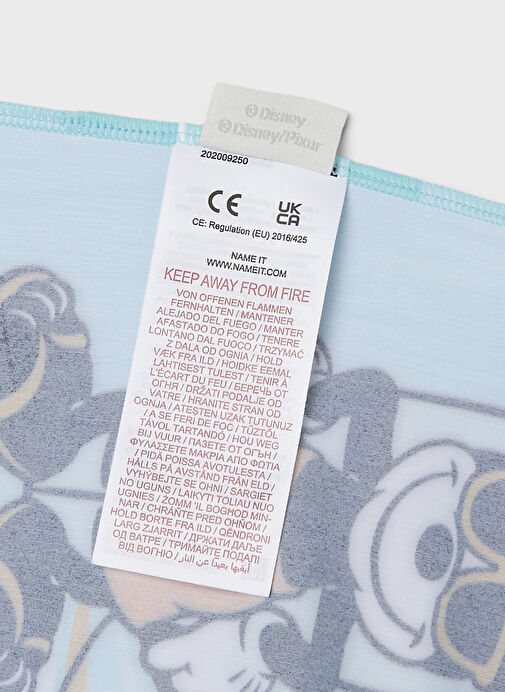 © Disney
© Disney/Pixar
202009250
CE UK
CA
CE: Regulation (EU) 2016/425
NAME IT
WWW.NAMEIT.COM
KEEP AWAY FROM FIRE
VON OFFENEN FLAMMEN
FERNHALTEN / MANTENER
ALEJADO DEL FUEGO / MANTER
AFASTADO DO FOGO / TENERE
LONTANO DAL FUOCO / TRZYMAĆ
Z DALA OD OGNIA / HOLD
VÆK FRA ILD / HOIDKE EEMAL
LAHTISEST TULEST / TENIR À
L'ÉCART DU FEU / БЕРЕЧЬ ОТ
ОГНЯ / DRŽATI PODALJE OD
VATRE / HRANITE STRAN OD
OGNJA / ATEŞTEN UZAK TUTUNUZ
/ A SE FERI DE FOC / TŰZTŐL
TÁVOL TARTANDÓ / HOU WEG
BIJ VUUR / ПАЗЕТЕ ОТ ОГЪН /
ΦΥΛΑΣΣΕΤΕ ΜΑΚΡΙΑ ΑΠΟ ΦΩΤΙΑ
/ PIDÄ POISSA AVOTULESTA /
HÅLLS PÅ AVSTÅND FRÅN ELD /
VYHÝBEJTE SE OHNI / SARGIET
NO UGUNS / LAIKYTI TOLIAU NUO
UGNIES / ŻOMM 'IL BOGĦOD MIN-
NAR / CHRÁŇTE PRED OHŇOM /
HOLD BORTE FRA ILD / QËNDRONI
LARG ZJARRIT / ДРЖАТИ ДАЉЕ
ОД ВАТРЕ / ТРИМАЙТЕ ПОДАЛІ
ВІД ВОГНЮ / أبقيها بعيدًا عن النار